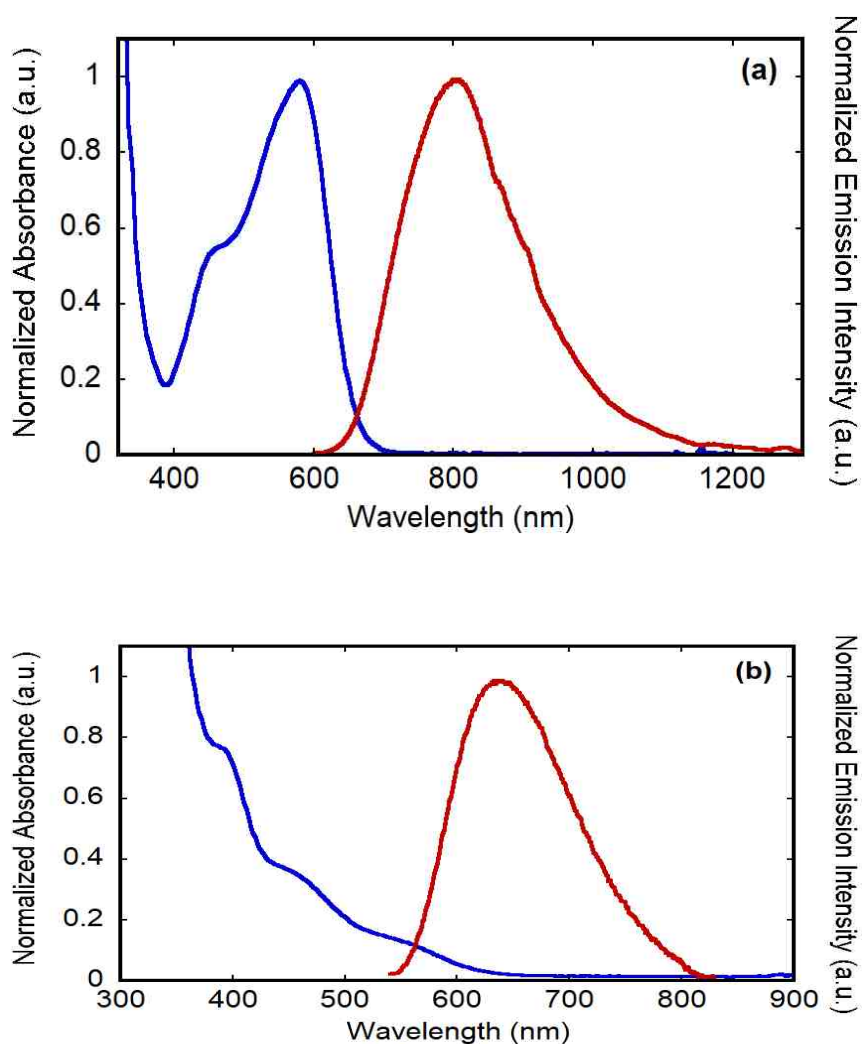 (a)
Normalized Absorbance (a.u.)
Normalized Emission Intensity (a.u.)
1
0.8
0.6
0.4
0.2
0
400 600 800 1000 1200
Wavelength (nm)
(b)
Normalized Absorbance (a.u.)
Normalized Emission Intensity (a.u.)
1
0.8
0.6
0.4
0.2
0
300 400 500 600 700 800 900
Wavelength (nm)